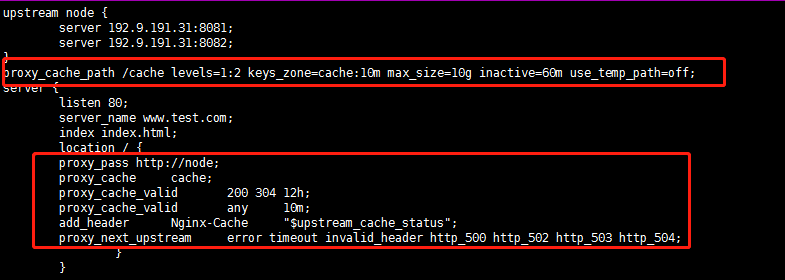 upstream node {
server 192.9.191.31:8081;
server 192.9.191.31:8082;
}
proxy_cache_path /cache levels=1:2 keys_zone=cache:10m max_size=10g inactive=60m use_temp_path=off;
server {
listen 80;
server_name www.test.com;
index index.html;
location / {
proxy_pass http://node;
proxy_cache cache;
proxy_cache_valid 200 304 12h;
proxy_cache_valid any 10m;
add_header Nginx-Cache "$upstream_cache_status";
proxy_next_upstream error timeout invalid_header http_500 http_502 http_503 http_504;
}
}